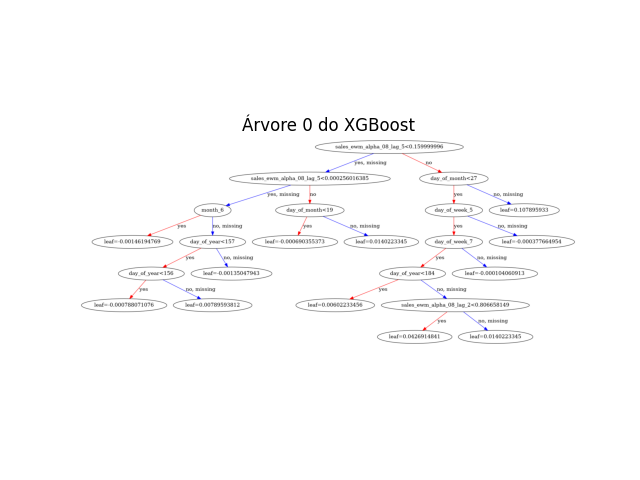 Árvore 0 do XGBoost
sales_ewm_alpha_08_lag_5<0.159999996
yes, missing
no
sales_ewm_alpha_08_lag_5<0.000256016385
day_of_month<27
yes, missing
no
yes
no, missing
month_6
day_of_month<19
day_of_week_5
leaf=0.107895933
yes
no, missing
yes
no, missing
yes
no, missing
leaf=-0.00146194769
day_of_year<157
leaf=-0.000690355373
leaf=0.0140223345
day_of_week_7
leaf=-0.000377664954
yes
no, missing
yes
no, missing
day_of_year<156
leaf=-0.00135047943
day_of_year<184
leaf=-0.000104060913
yes
no, missing
yes
no, missing
leaf=-0.000788071076
leaf=0.00789593812
leaf=0.00602233456
sales_ewm_alpha_08_lag_2<0.806658149
yes
no, missing
leaf=0.0426914841
leaf=0.0140223345